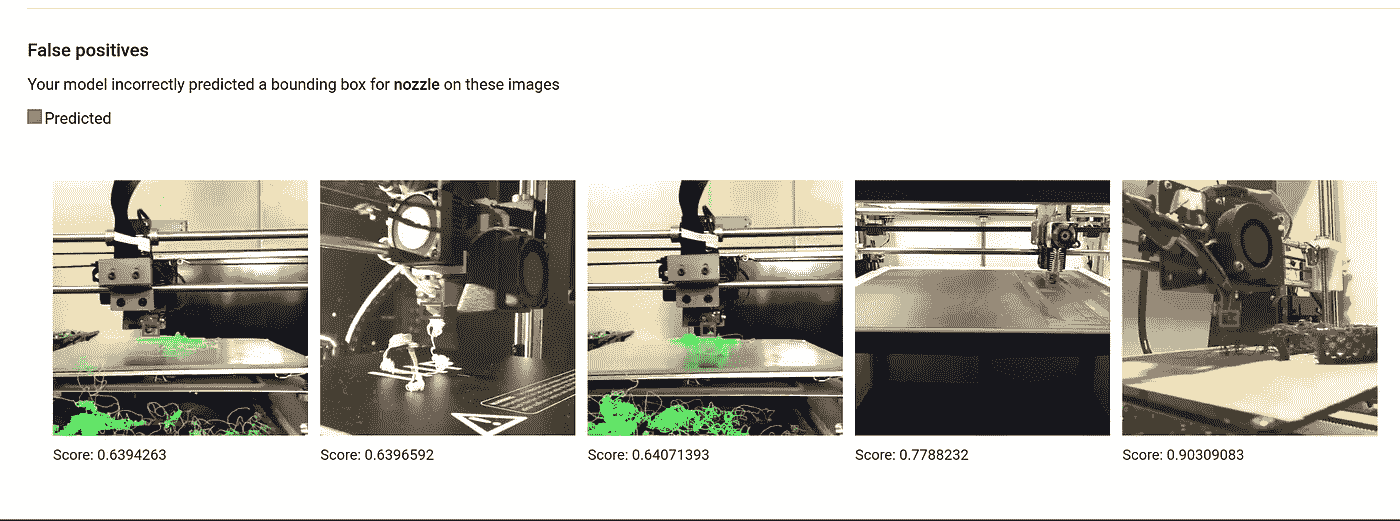 False positives
Your model incorrectly predicted a bounding box for nozzle on these images
Predicted
Score: 0.6394263
Score: 0.6396592
Score: 0.64071393
Score: 0.7788232
Score: 0.90309083